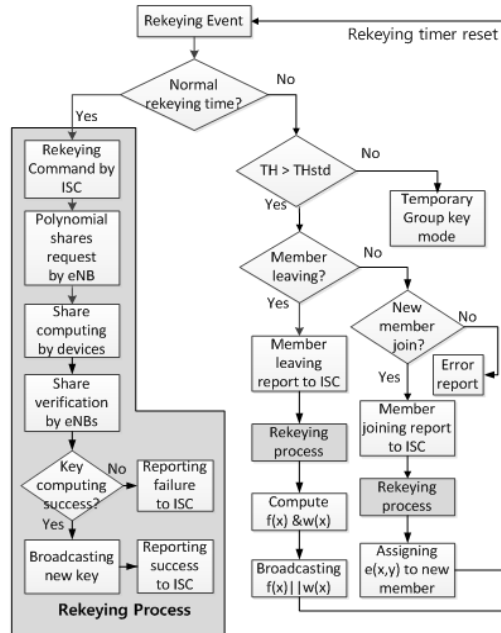 Rekeying Event
Rekeying timer reset
Normal
rekeying time?
No
Yes
Rekeying
Command by
ISC
TH > THstd
No
Yes
Temporary
Group key
mode
Polynomial
shares
request
by eNB
Member
leaving?
No
Yes
Share
computing
by devices
New
member
join?
No
Yes
Member
leaving
report to ISC
Error
report
Share
verification
by eNBs
Member
joining report
to ISC
Rekeying
process
Key
computing
success?
No
Yes
Reporting
failure
to ISC
Rekeying
process
Compute
f(x) &w(x)
Broadcasting
new key
Reporting
success
to ISC
Broadcasting
f(x)||w(x)
Assigning
e(x,y) to new
member
Rekeying Process